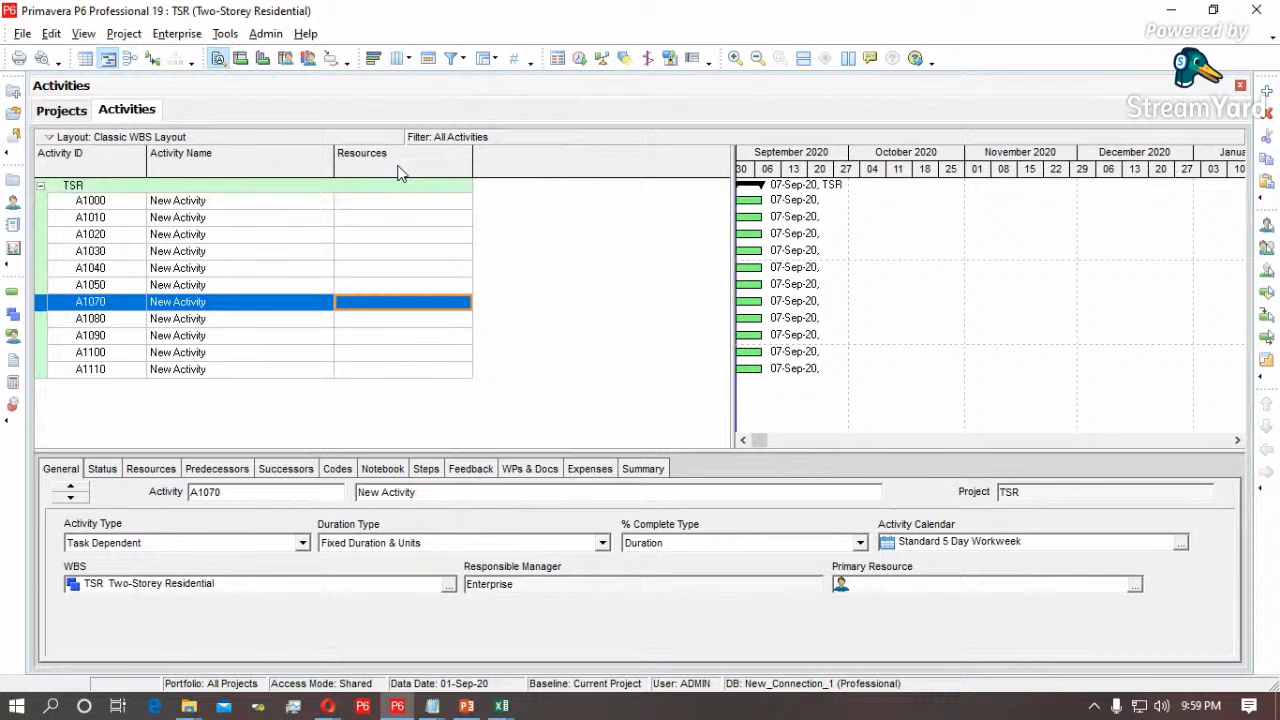 P6 Primavera P6 Professional 19 : TSR (Two-Storey Residential)
File Edit View Project Enterprise Tools Admin Help
Powered by
StreamYard
Activities
Projects Activities
Layout: Classic WBS Layout Filter: All Activities
Activity ID Activity Name Resources
September 2020 October 2020 November 2020 December 2020 Janua
30 06 13 20 27 04 11 18 25 01 08 15 22 29 06 13 20 27 03 10
TSR 07-Sep-20, TSR
A1000 New Activity 07-Sep-20,
A1010 New Activity 07-Sep-20,
A1020 New Activity 07-Sep-20,
A1030 New Activity 07-Sep-20,
A1040 New Activity 07-Sep-20,
A1050 New Activity 07-Sep-20,
A1070 New Activity 07-Sep-20,
A1080 New Activity 07-Sep-20,
A1090 New Activity 07-Sep-20,
A1100 New Activity 07-Sep-20,
A1110 New Activity 07-Sep-20,
General Status Resources Predecessors Successors Codes Notebook Steps Feedback WPs & Docs Expenses Summary
Activity A1070 New Activity Project TSR
Activity Type Duration Type % Complete Type Activity Calendar
Task Dependent Fixed Duration & Units Duration Standard 5 Day Workweek
WBS Responsible Manager Primary Resource
TSR Two-Storey Residential Enterprise
Portfolio: All Projects Access Mode: Shared Data Date: 01-Sep-20 Baseline: Current Project User: ADMIN DB: New_Connection_1 (Professional)
9:59 PM